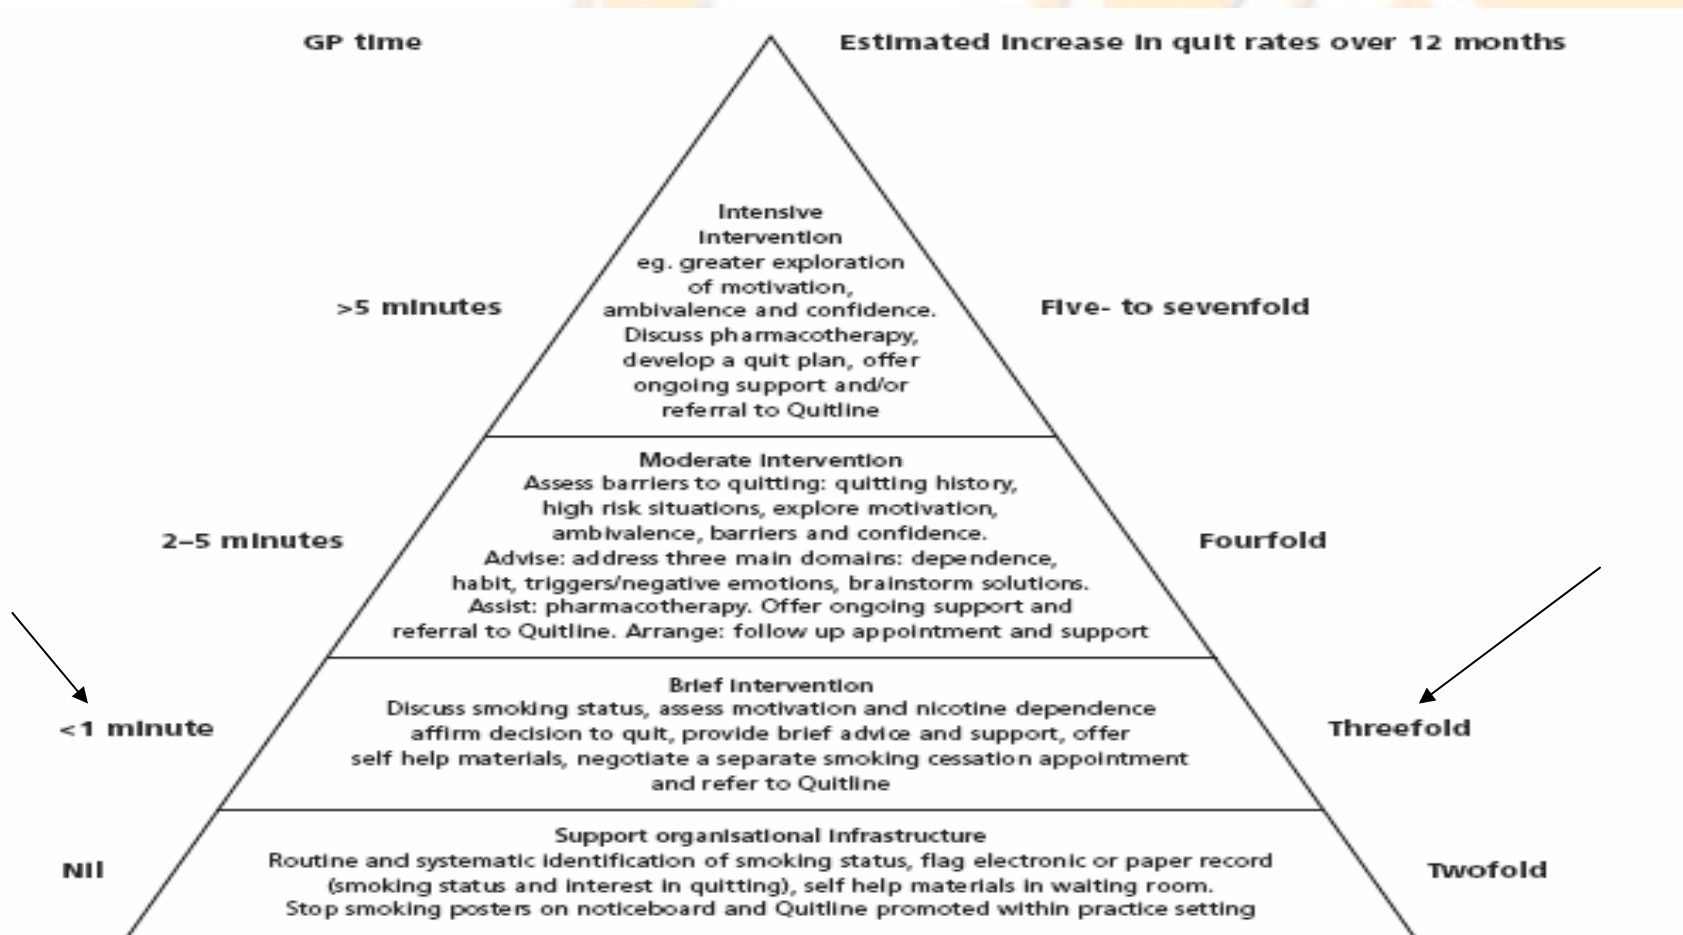 GP time
Estimated increase in quit rates over 12 months
Intensive
intervention
eg. greater exploration
of motivation,
ambivalence and confidence.
Discuss pharmacotherapy,
develop a quit plan, offer
ongoing support and/or
referral to Quitline
>5 minutes
Five- to sevenfold
Moderate intervention
Assess barriers to quitting: quitting history,
high risk situations, explore motivation,
ambivalence, barriers and confidence.
Advise: address three main domains: dependence,
habit, triggers/negative emotions, brainstorm solutions.
Assist: pharmacotherapy. Offer ongoing support and
referral to Quitline. Arrange: follow up appointment and support
2–5 minutes
Fourfold
Brief intervention
Discuss smoking status, assess motivation and nicotine dependence
affirm decision to quit, provide brief advice and support, offer
self help materials, negotiate a separate smoking cessation appointment
and refer to Quitline
<1 minute
Threefold
Support organisational infrastructure
Routine and systematic identification of smoking status, flag electronic or paper record
(smoking status and interest in quitting), self help materials in waiting room.
Stop smoking posters on noticeboard and Quitline promoted within practice setting
Nil
Twofold